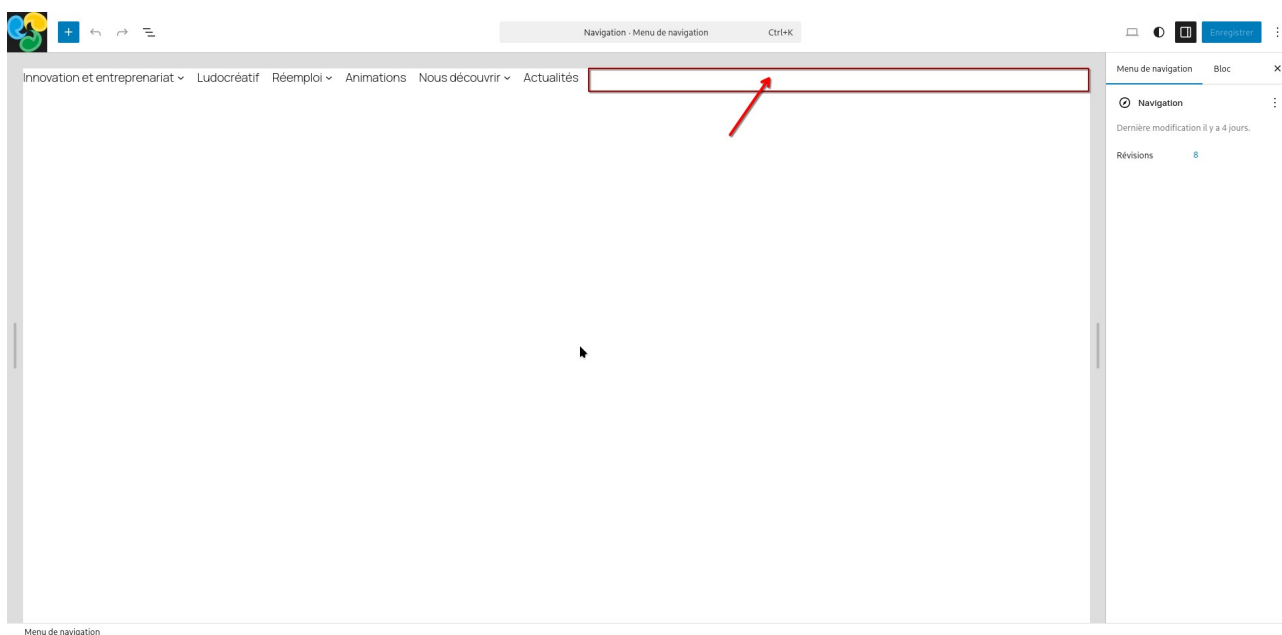 Navigation · Menu de navigation Ctrl+K Enregistrer
Innovation et entreprenariat Ludocréatif Réemploi Animations Nous découvrir Actualités
Menu de navigation Bloc
Navigation
Dernière modification il y a 4 jours.
Révisions 8
Menu de navigation